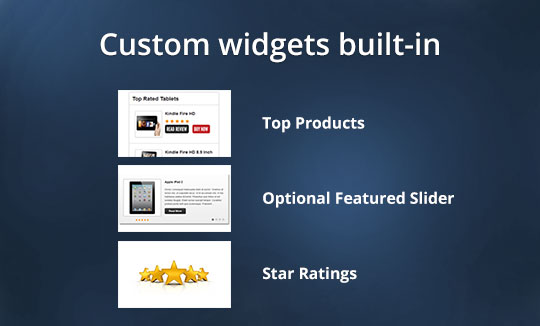 Custom widgets built-in
Top Rated Tablets
Kindle Fire HD
READ REVIEW BUY NOW
Kindle Fire HD 8.9 Inch
Top Products
Apple iPad 2
Read More
Optional Featured Slider
Star Ratings